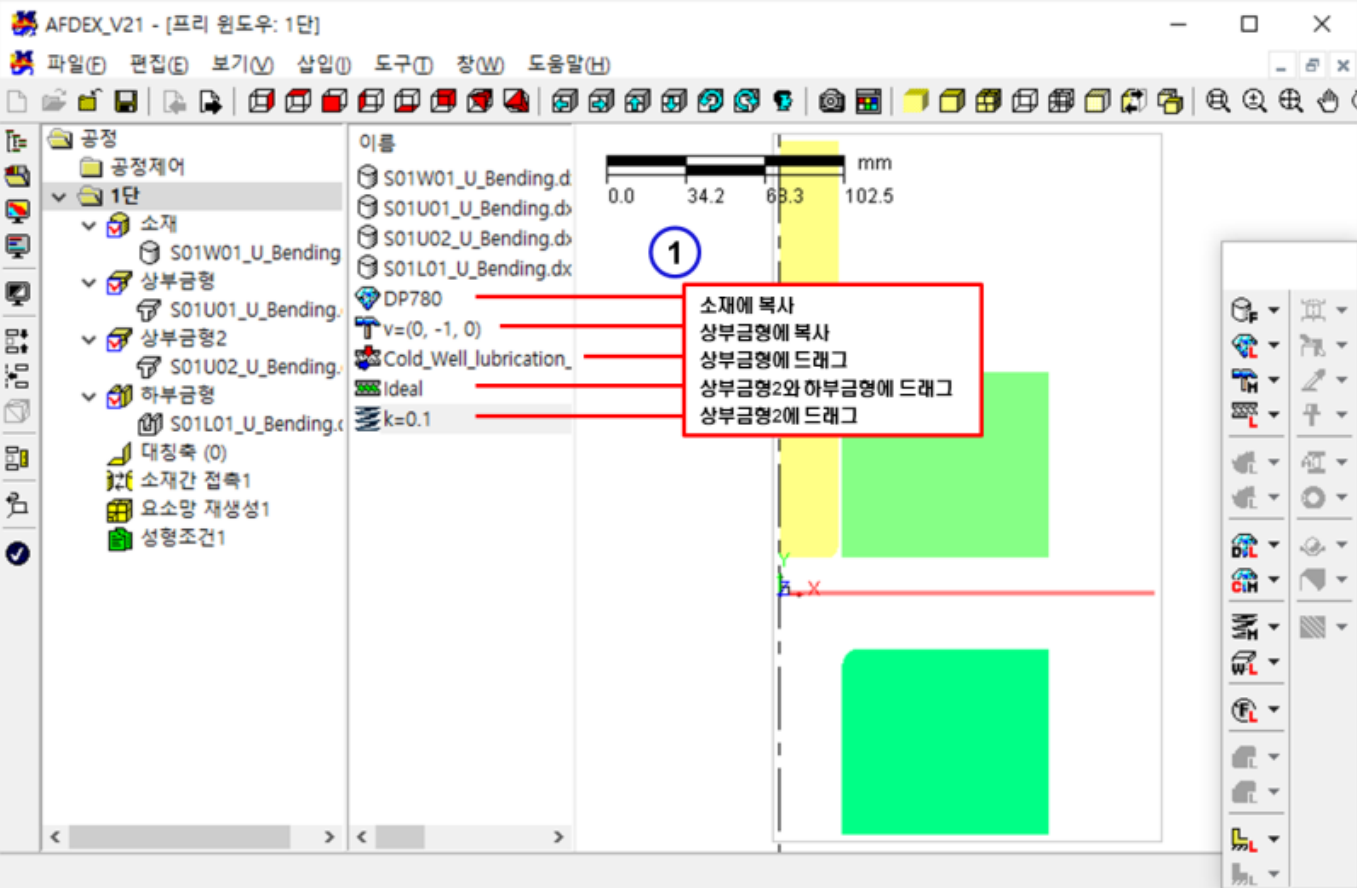 AFDEX_V21 - [프리 윈도우: 1단]
파일(F) 편집(E) 보기(V) 삽입(I) 도구(T) 창(W) 도움말(H)
공정
공정제어
1단
소재
S01W01_U_Bending
상부금형
S01U01_U_Bending.
상부금형2
S01U02_U_Bending.
하부금형
S01L01_U_Bending.
대칭축 (0)
소재간 접촉1
요소망 재생성1
성형조건1
이름
S01W01_U_Bending.d
S01U01_U_Bending.dx
S01U02_U_Bending.dx
S01L01_U_Bending.dx
DP780
v=(0, -1, 0)
Cold_Well_lubrication_
Ideal
k=0.1
mm
0.0 34.2 68.3 102.5
1
소재에 복사
상부금형에 복사
상부금형에 드래그
상부금형2와 하부금형에 드래그
상부금형2에 드래그
Y
X